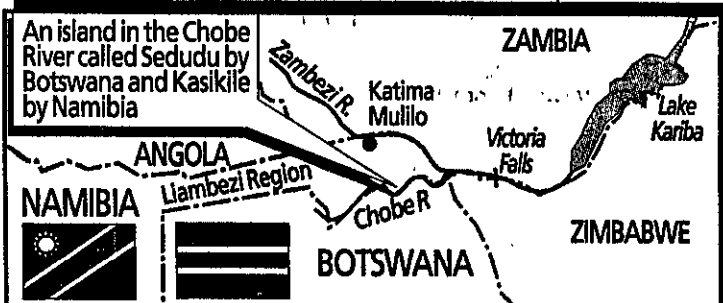 An island in the Chobe
River called Sedudu by
Botswana and Kasikile
by Namibia
ZAMBIA
Zambezi R.
Katima
Mulilo
Lake
Kariba
Victoria
Falls
ANGOLA
Liambezi Region
NAMIBIA
Chobe R
ZIMBABWE
BOTSWANA